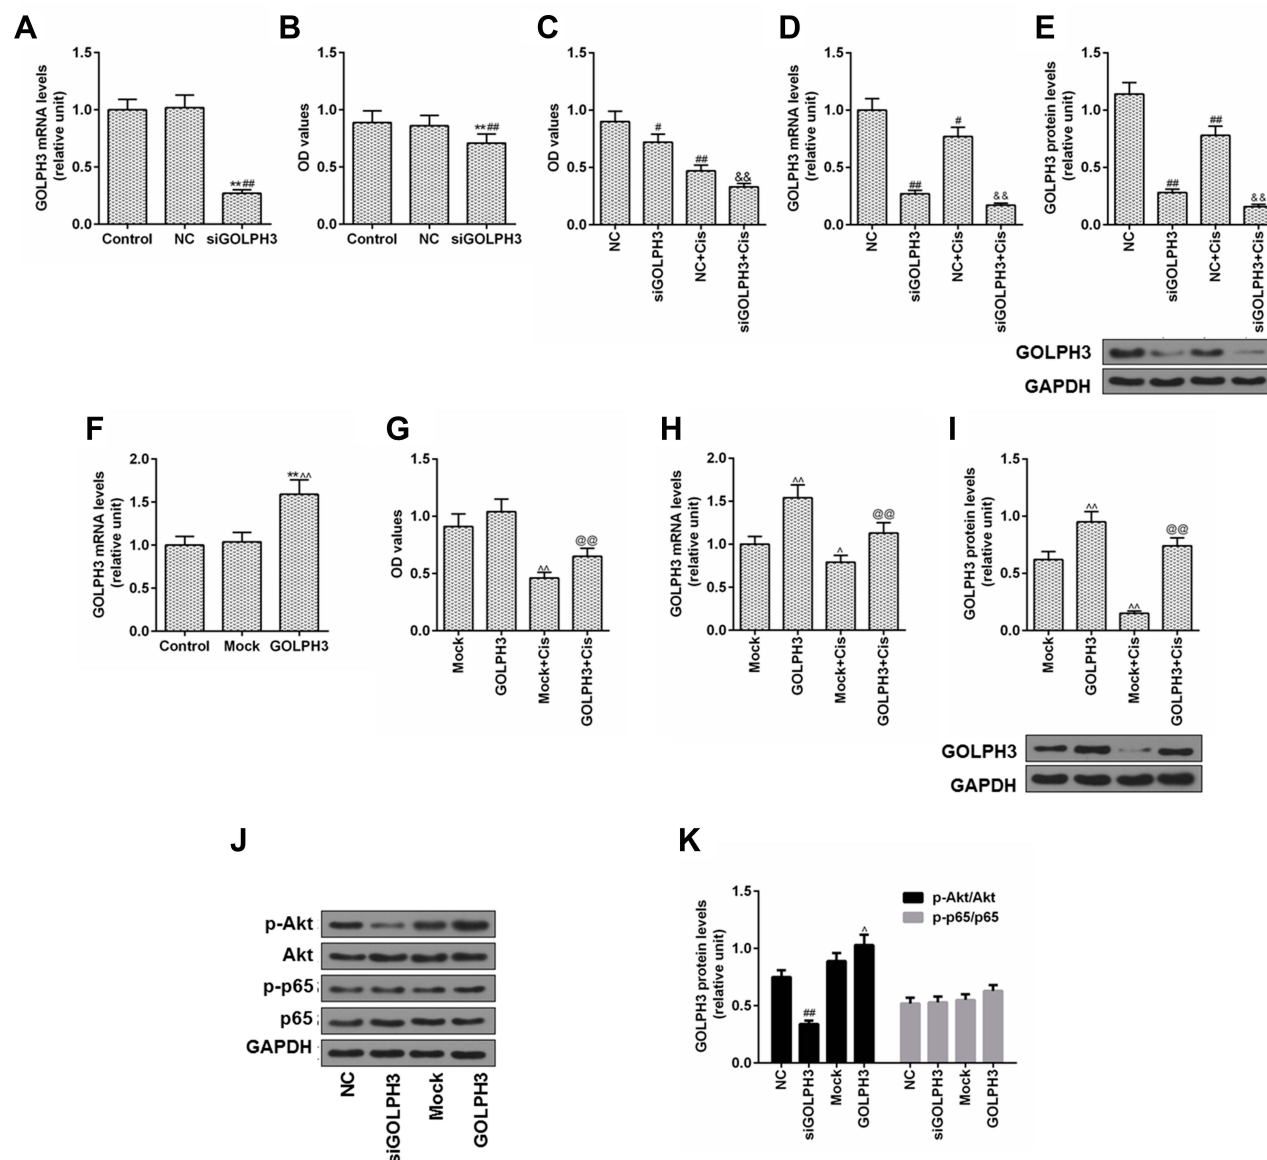 A
GOLPH3 mRNA levels
(relative unit)
1.5
1.0
0.5
0.0
**##
Control NC siGOLPH3
B
OD values
1.5
1.0
0.5
0.0
**##
Control NC siGOLPH3
C
OD values
1.5
1.0
0.5
0.0
#
##
&&
NC
siGOLPH3
NC+Cis
siGOLPH3+Cis
D
GOLPH3 mRNA levels
(relative unit)
1.5
1.0
0.5
0.0
##
#
&&
NC
siGOLPH3
NC+Cis
siGOLPH3+Cis
E
GOLPH3 protein levels
(relative unit)
1.5
1.0
0.5
0.0
##
##
&&
NC
siGOLPH3
NC+Cis
siGOLPH3+Cis
GOLPH3
GAPDH
F
GOLPH3 mRNA levels
(relative unit)
2.0
1.5
1.0
0.5
0.0
**^^
Control Mock GOLPH3
G
OD values
1.5
1.0
0.5
0.0
^^
@@
Mock
GOLPH3
Mock+Cis
GOLPH3+Cis
H
GOLPH3 mRNA levels
(relative unit)
2.0
1.5
1.0
0.5
0.0
^^
^
@@
Mock
GOLPH3
Mock+Cis
GOLPH3+Cis
I
GOLPH3 protein levels
(relative unit)
1.5
1.0
0.5
0.0
^^
^^
@@
Mock
GOLPH3
Mock+Cis
GOLPH3+Cis
GOLPH3
GAPDH
J
p-Akt
Akt
p-p65
p65
GAPDH
NC
siGOLPH3
Mock
GOLPH3
K
GOLPH3 protein levels
(relative unit)
1.5
1.0
0.5
0.0
p-Akt/Akt
p-p65/p65
##
^
NC
siGOLPH3
Mock
GOLPH3
NC
siGOLPH3
Mock
GOLPH3